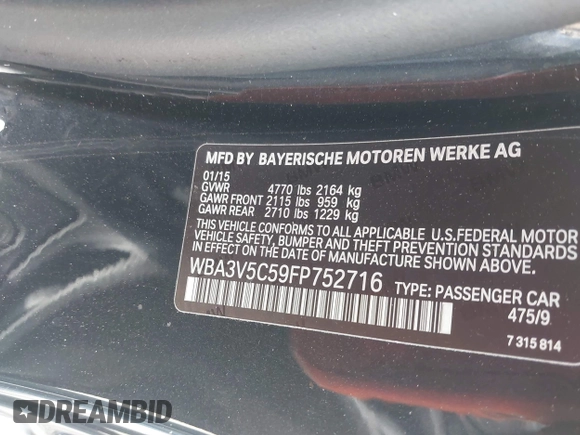 MFD BY BAYERISCHE MOTOREN WERKE AG
01/15
GVWR 4770 lbs 2164 kg
GAWR FRONT 2115 lbs 959 kg
GAWR REAR 2710 lbs 1229 kg
THIS VEHICLE CONFORMS TO ALL APPLICABLE U.S.FEDERAL MOTOR
VEHICLE SAFETY, BUMPER AND THEFT PREVENTION STANDARDS
IN EFFECT ON THE DATE OF MANUFACTURE SHOWN ABOVE.
WBA3V5C59FP752716 TYPE: PASSENGER CAR
475/9
7 315 814
DREAMBID